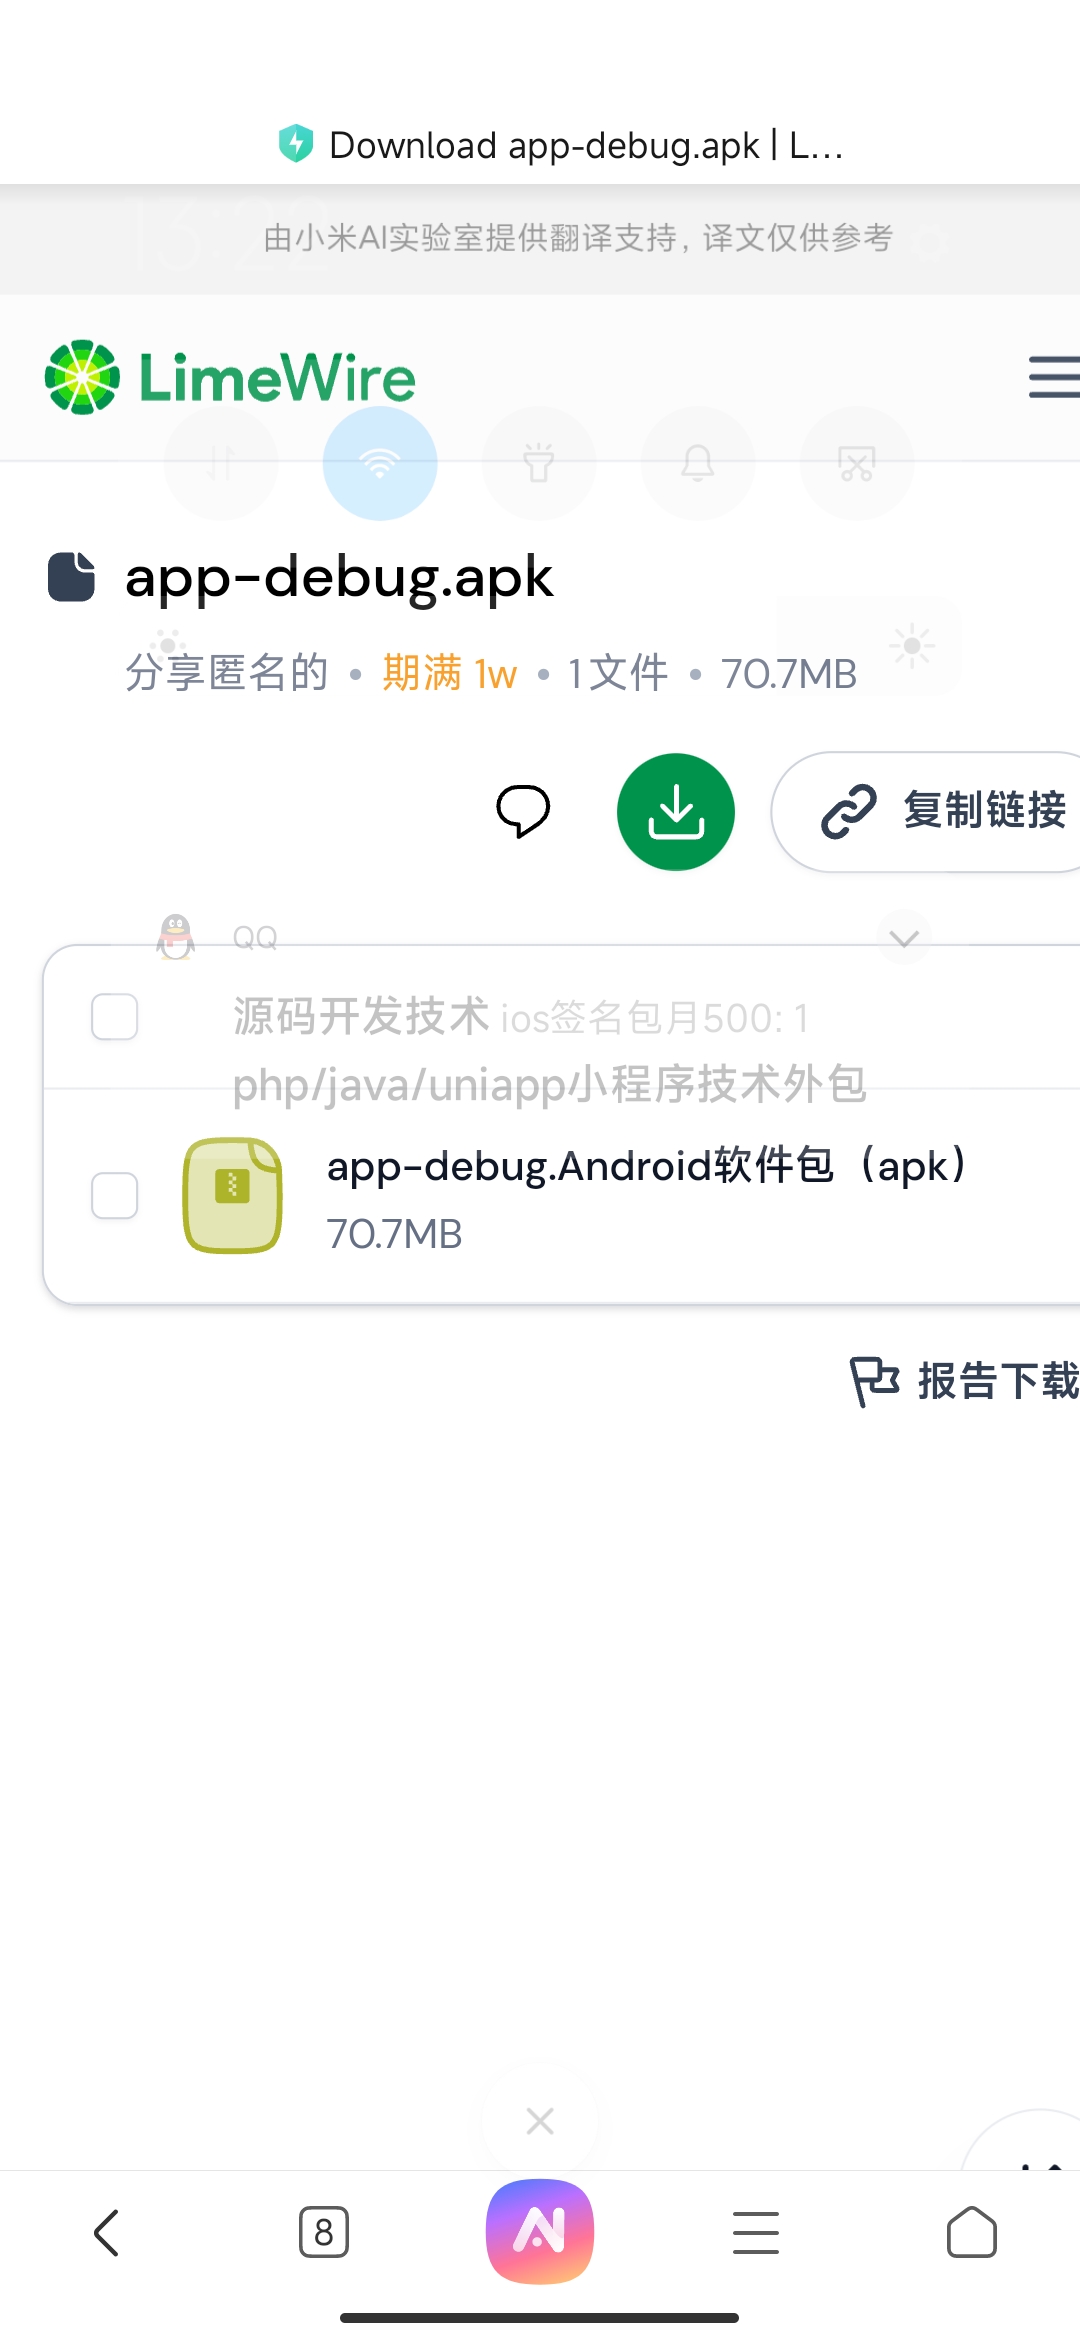 Download app-debug.apk | L...
13:22
由小米AI实验室提供翻译支持，译文仅供参考
LimeWire
app-debug.apk
分享匿名的 • 期满 1w • 1文件 • 70.7MB
复制链接
QQ
源码开发技术 ios签名包月500: 1
php/java/uniapp小程序技术外包
app-debug.Android软件包（apk）
70.7MB
报告下载
8